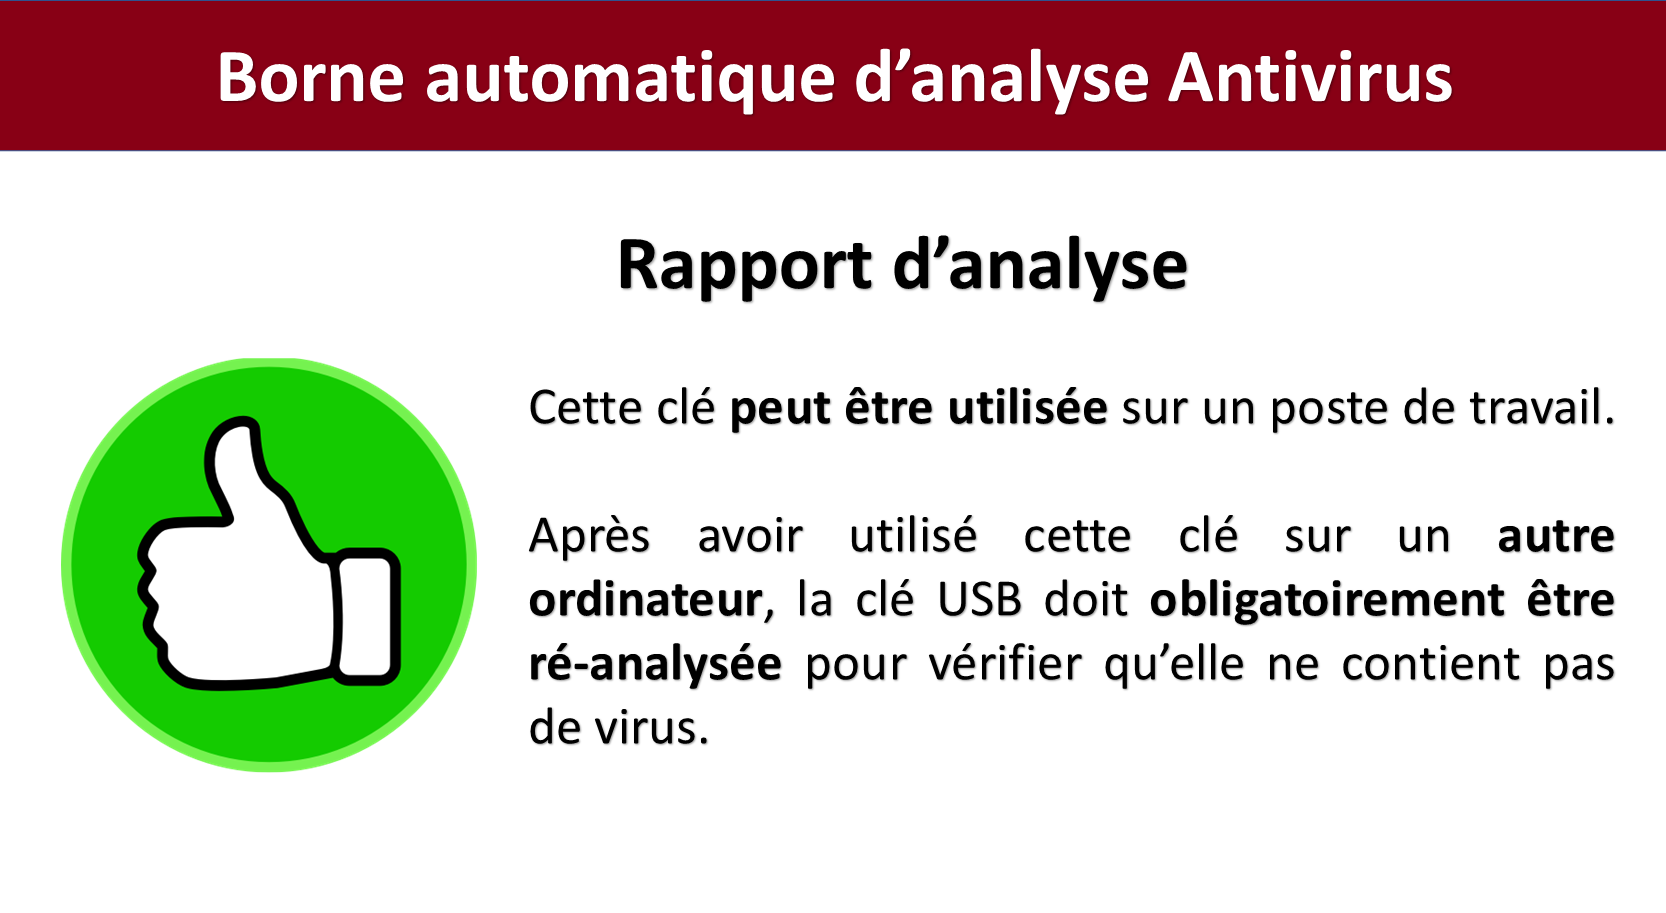 Borne automatique d’analyse Antivirus
Rapport d’analyse
Cette clé peut être utilisée sur un poste de travail.
Après avoir utilisé cette clé sur un autre
ordinateur, la clé USB doit obligatoirement être
ré-analysée pour vérifier qu’elle ne contient pas
de virus.